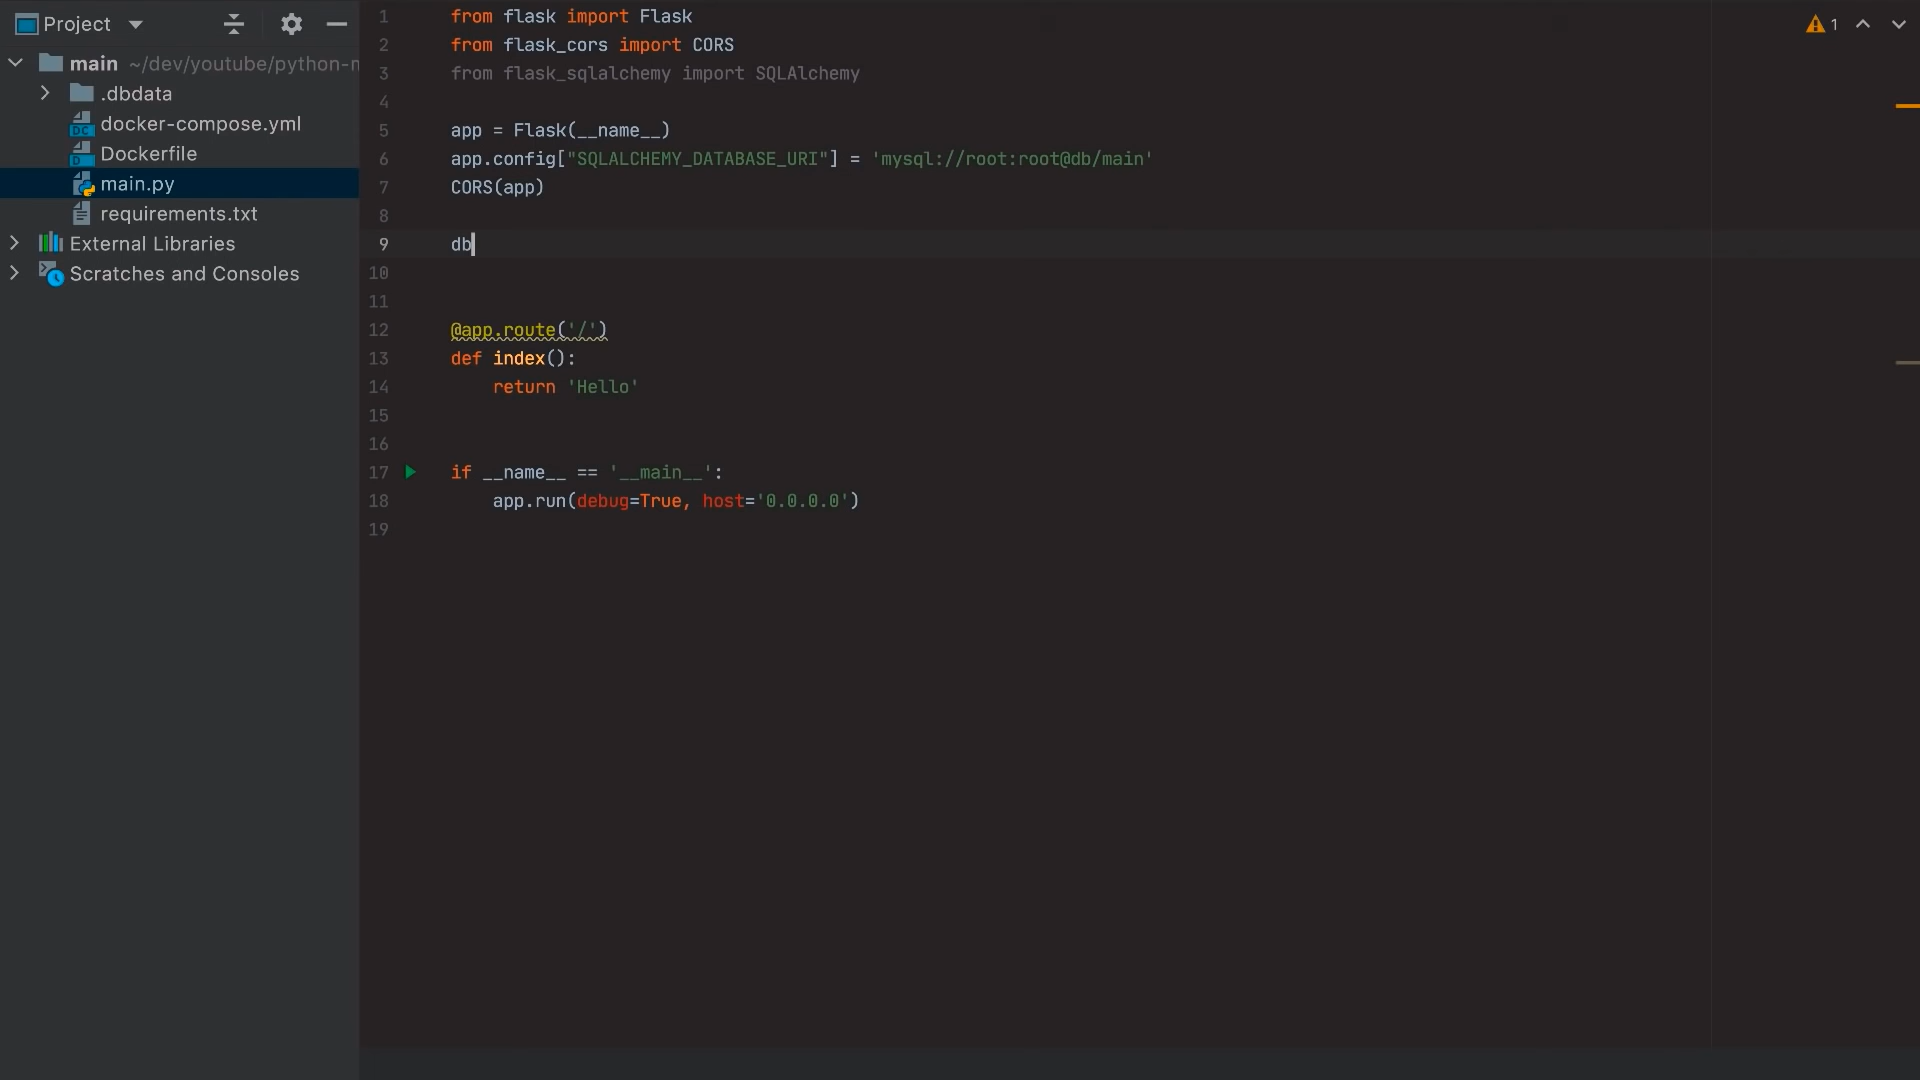 Project
main ~/dev/youtube/python-m
.dbdata
docker-compose.yml
Dockerfile
main.py
requirements.txt
External Libraries
Scratches and Consoles
1 from flask import Flask
2 from flask_cors import CORS
3 from flask_sqlalchemy import SQLAlchemy
4
5 app = Flask(__name__)
6 app.config["SQLALCHEMY_DATABASE_URI"] = 'mysql://root:root@db/main'
7 CORS(app)
8
9 db
10
11
12 @app.route('/')
13 def index():
14     return 'Hello'
15
16
17 if __name__ == '__main__':
18     app.run(debug=True, host='0.0.0.0')
19
1